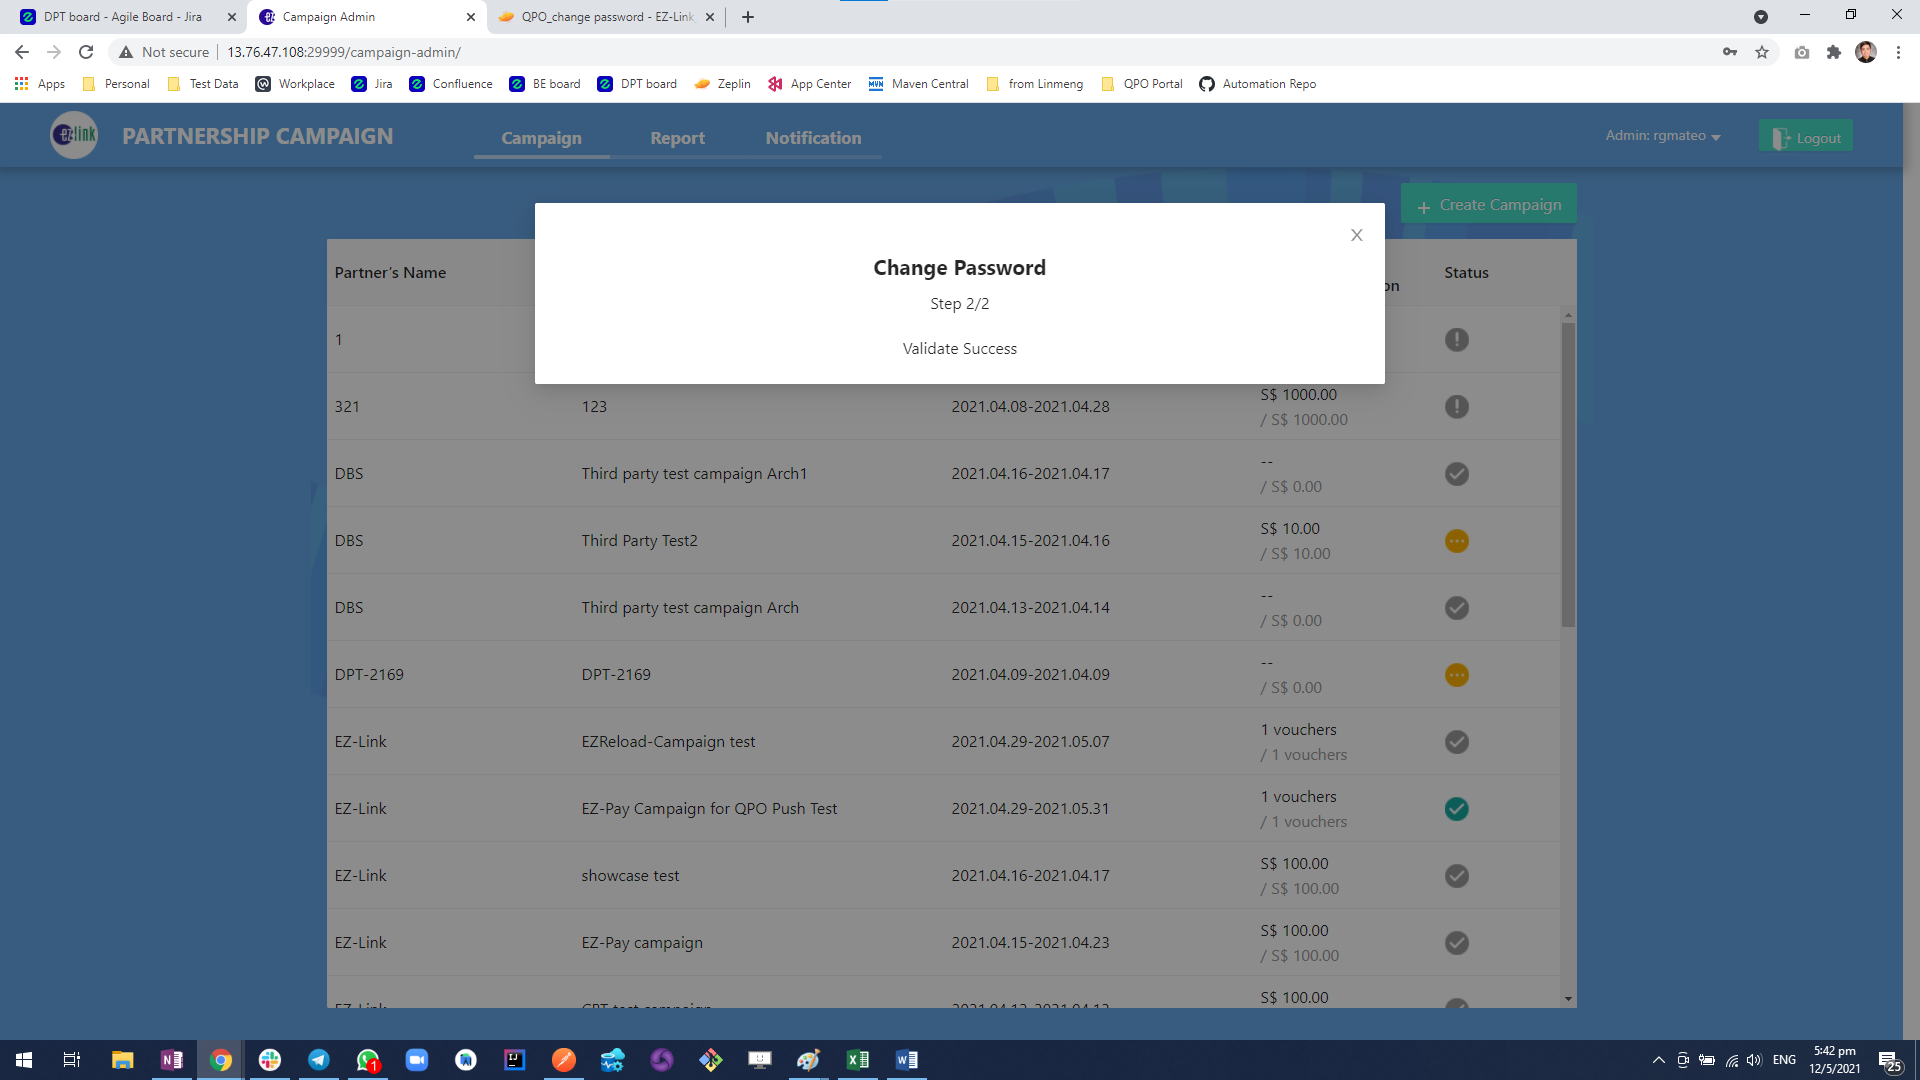 DPT board - Agile Board - Jira
Campaign Admin
QPO_change password - EZ-Link
Not secure
13.76.47.108:29999/campaign-admin/
Apps
Personal
Test Data
Workplace
Jira
Confluence
BE board
DPT board
Zeplin
App Center
Maven Central
from Linmeng
QPO Portal
Automation Repo
ez-link
PARTNERSHIP CAMPAIGN
Campaign
Report
Notification
Admin: rgmateo
Logout
+ Create Campaign
X
Change Password
Step 2/2
Validate Success
Partner's Name
on
Status
1
321
123
2021.04.08-2021.04.28
S$ 1000.00
/ S$ 1000.00
DBS
Third party test campaign Arch1
2021.04.16-2021.04.17
--
/ S$ 0.00
DBS
Third Party Test2
2021.04.15-2021.04.16
S$ 10.00
/ S$ 10.00
DBS
Third party test campaign Arch
2021.04.13-2021.04.14
--
/ S$ 0.00
DPT-2169
DPT-2169
2021.04.09-2021.04.09
--
/ S$ 0.00
EZ-Link
EZReload-Campaign test
2021.04.29-2021.05.07
1 vouchers
/ 1 vouchers
EZ-Link
EZ-Pay Campaign for QPO Push Test
2021.04.29-2021.05.31
1 vouchers
/ 1 vouchers
EZ-Link
showcase test
2021.04.16-2021.04.17
S$ 100.00
/ S$ 100.00
EZ-Link
EZ-Pay campaign
2021.04.15-2021.04.23
S$ 100.00
/ S$ 100.00
EZ-Link
S$ 100.00
ENG
5:42 pm
12/5/2021
25
1